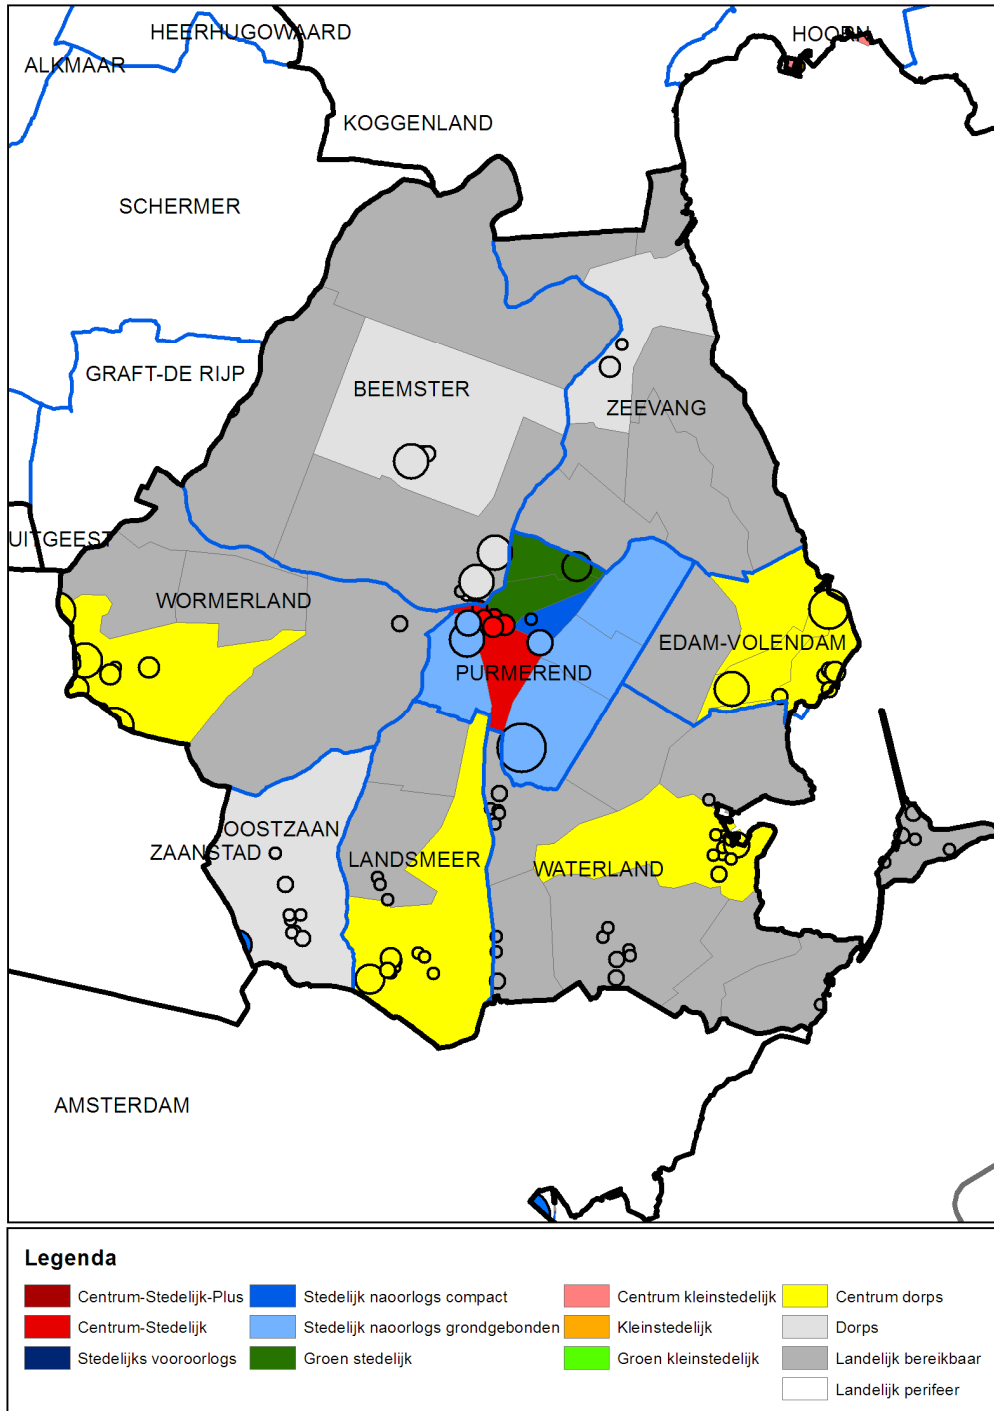 HEERHUGOWAARD
HOORN
ALKMAAR
KOGGENLAND
SCHERMER
GRAFT-DE RIJP
BEEMSTER
ZEEVANG
UITGEEST
WORMERLAND
EDAM-VOLENDAM
PURMEREND
OOSTZAAN
ZAANSTAD
LANDSMEER
WATERLAND
AMSTERDAM
Legenda
Centrum-Stedelijk-Plus
Stedelijk naoorlogs compact
Centrum kleinstedelijk
Centrum dorps
Centrum-Stedelijk
Stedelijk naoorlogs grondgebonden
Kleinstedelijk
Dorps
Stedelijks vooroorlogs
Groen stedelijk
Groen kleinstedelijk
Landelijk bereikbaar
Landelijk perifeer